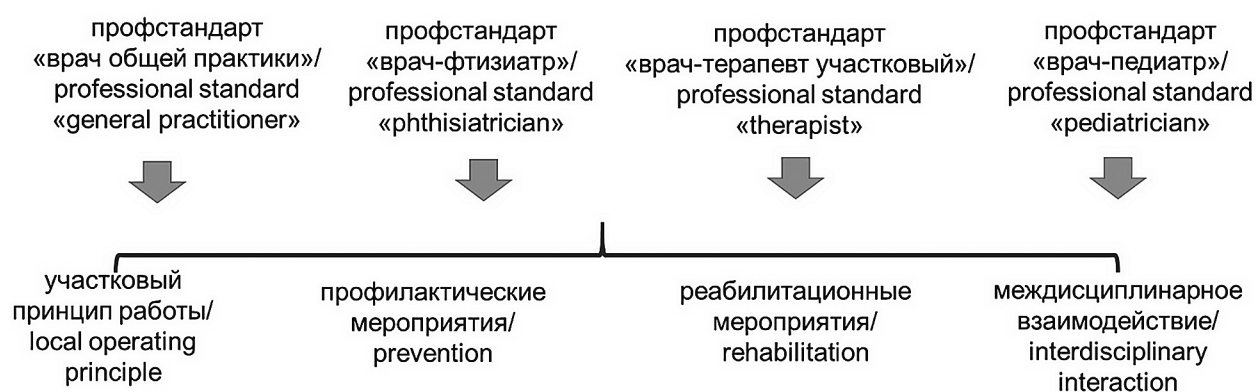 профстандарт
«врач общей практики»/
professional standard
«general practitioner»
профстандарт
«врач-фтизиатр»/
professional standard
«phthisiatrician»
профстандарт
«врач-терапевт участковый»/
professional standard
«therapist»
профстандарт
«врач-педиатр»/
professional standard
«pediatrician»
участковый
принцип работы/
local operating
principle
профилактические
мероприятия/
prevention
реабилитационные
мероприятия/
rehabilitation
междисциплинарное
взаимодействие/
interdisciplinary
interaction